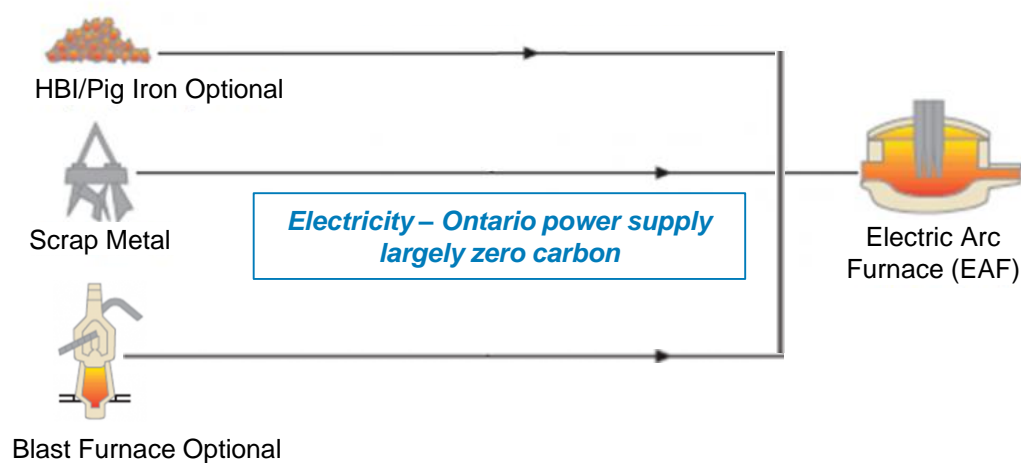 HBI/Pig Iron Optional
Scrap Metal
Electricity – Ontario power supply
largely zero carbon
Electric Arc
Furnace (EAF)
Blast Furnace Optional